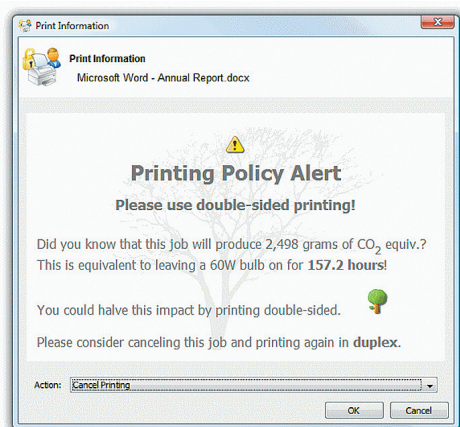 Print Information
Print Information
Microsoft Word - Annual Report.docx
Printing Policy Alert
Please use double-sided printing!
Did you know that this job will produce 2,498 grams of CO2 equiv.?
This is equivalent to leaving a 60W bulb on for 157.2 hours!
You could halve this impact by printing double-sided.
Please consider canceling this job and printing again in duplex.
Action: Cancel Printing
OK Cancel